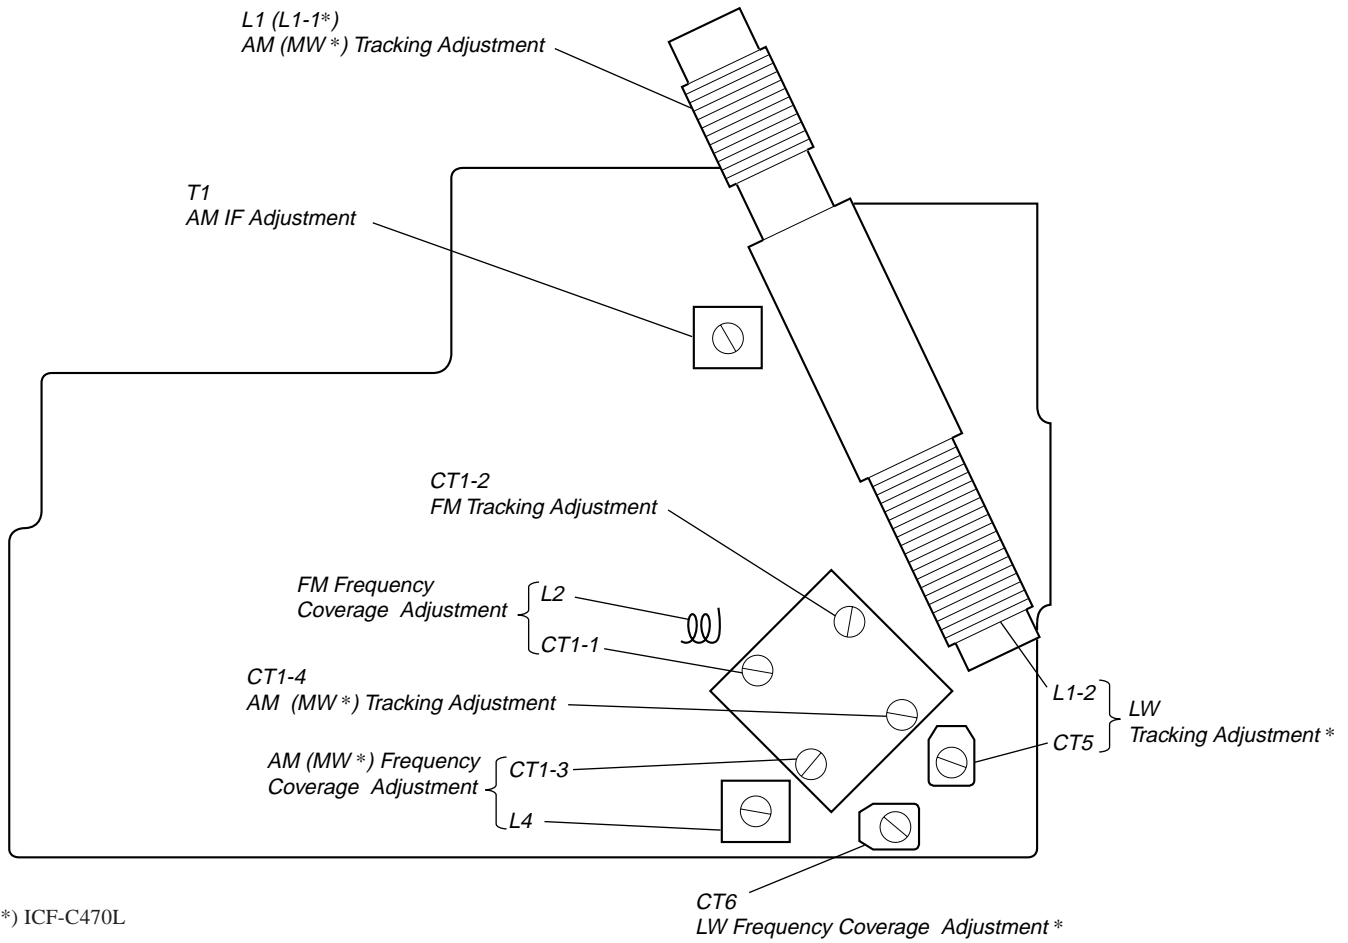 L1 (L1-1*)
AM (MW *) Tracking Adjustment
T1
AM IF Adjustment
CT1-2
FM Tracking Adjustment
FM Frequency
Coverage Adjustment
L2
CT1-1
CT1-4
AM (MW *) Tracking Adjustment
AM (MW *) Frequency
Coverage Adjustment
CT1-3
L4
L1-2
CT5
LW
Tracking Adjustment *
CT6
LW Frequency Coverage Adjustment *
*) ICF-C470L